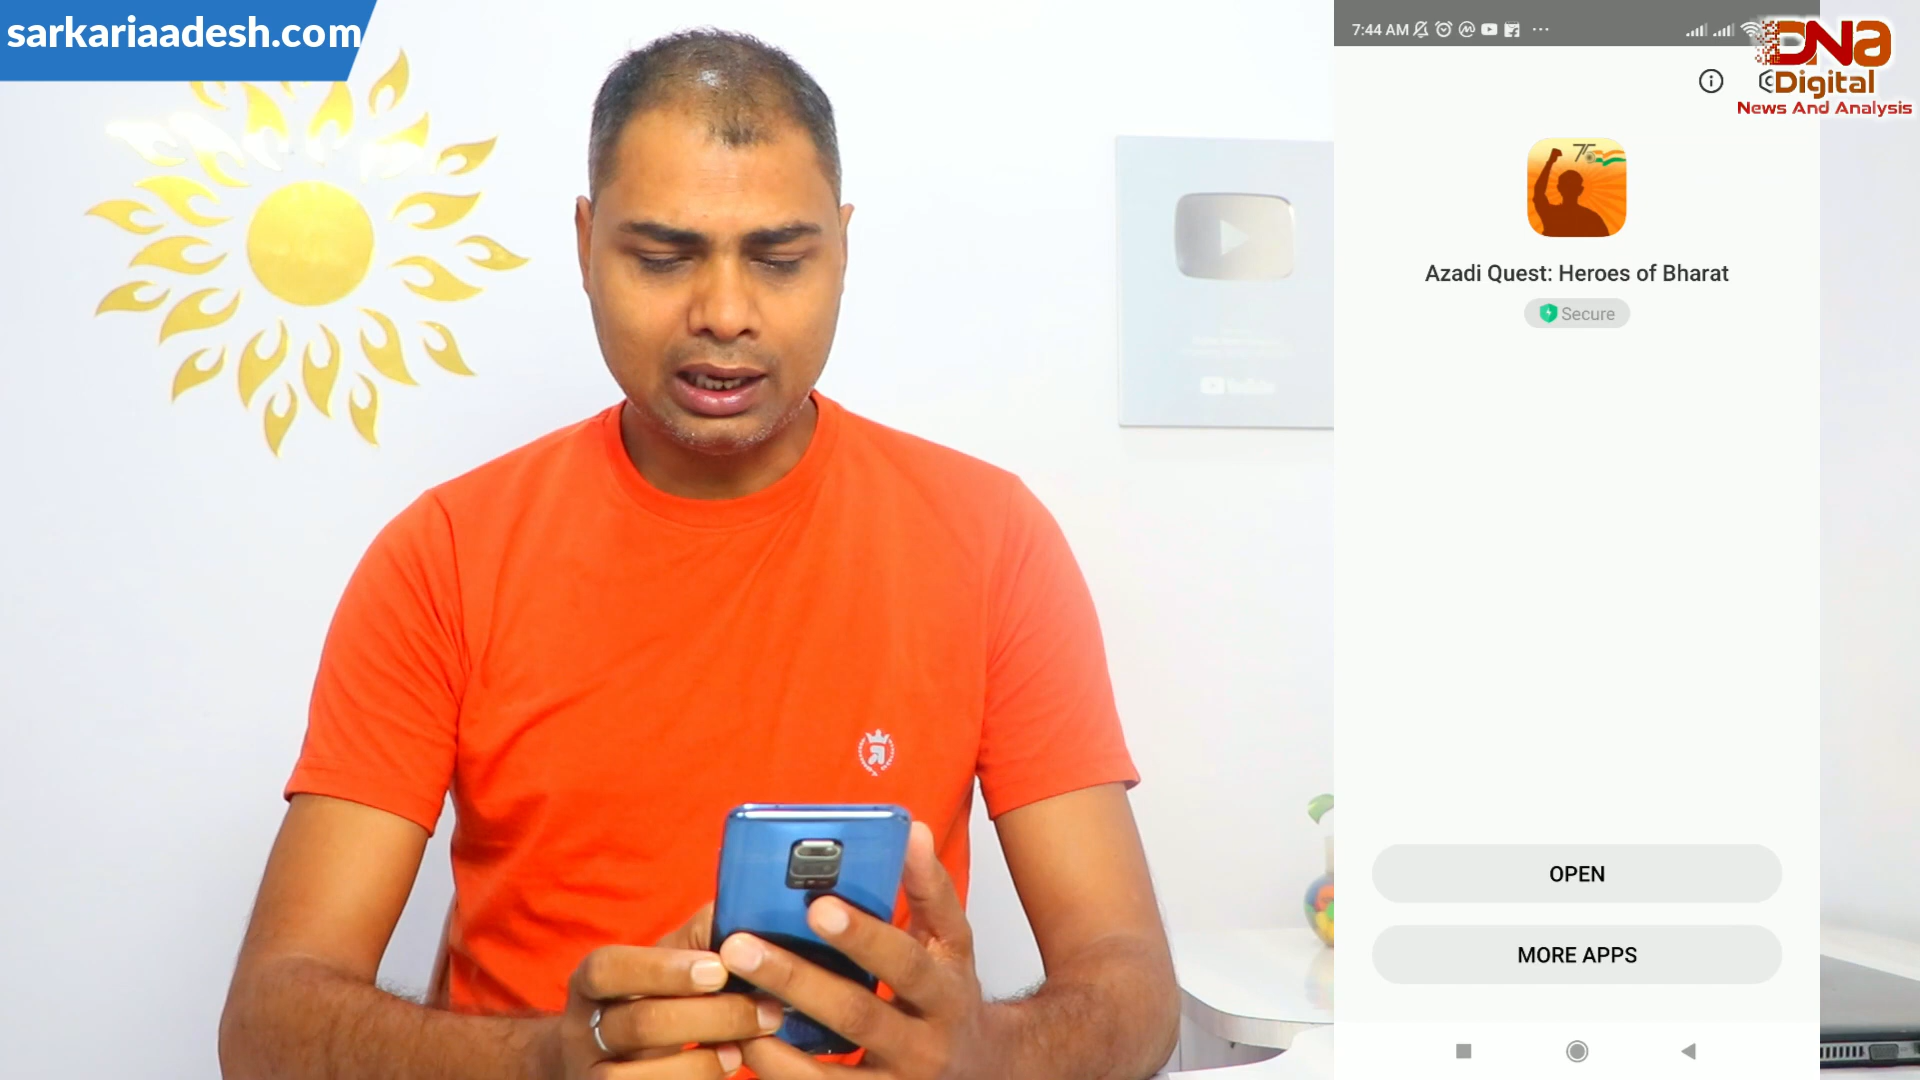 sarkariaadesh.com
7:44 AM
DNA
Digital
News And Analysis
75
Azadi Quest: Heroes of Bharat
Secure
YouTube
OPEN
MORE APPS